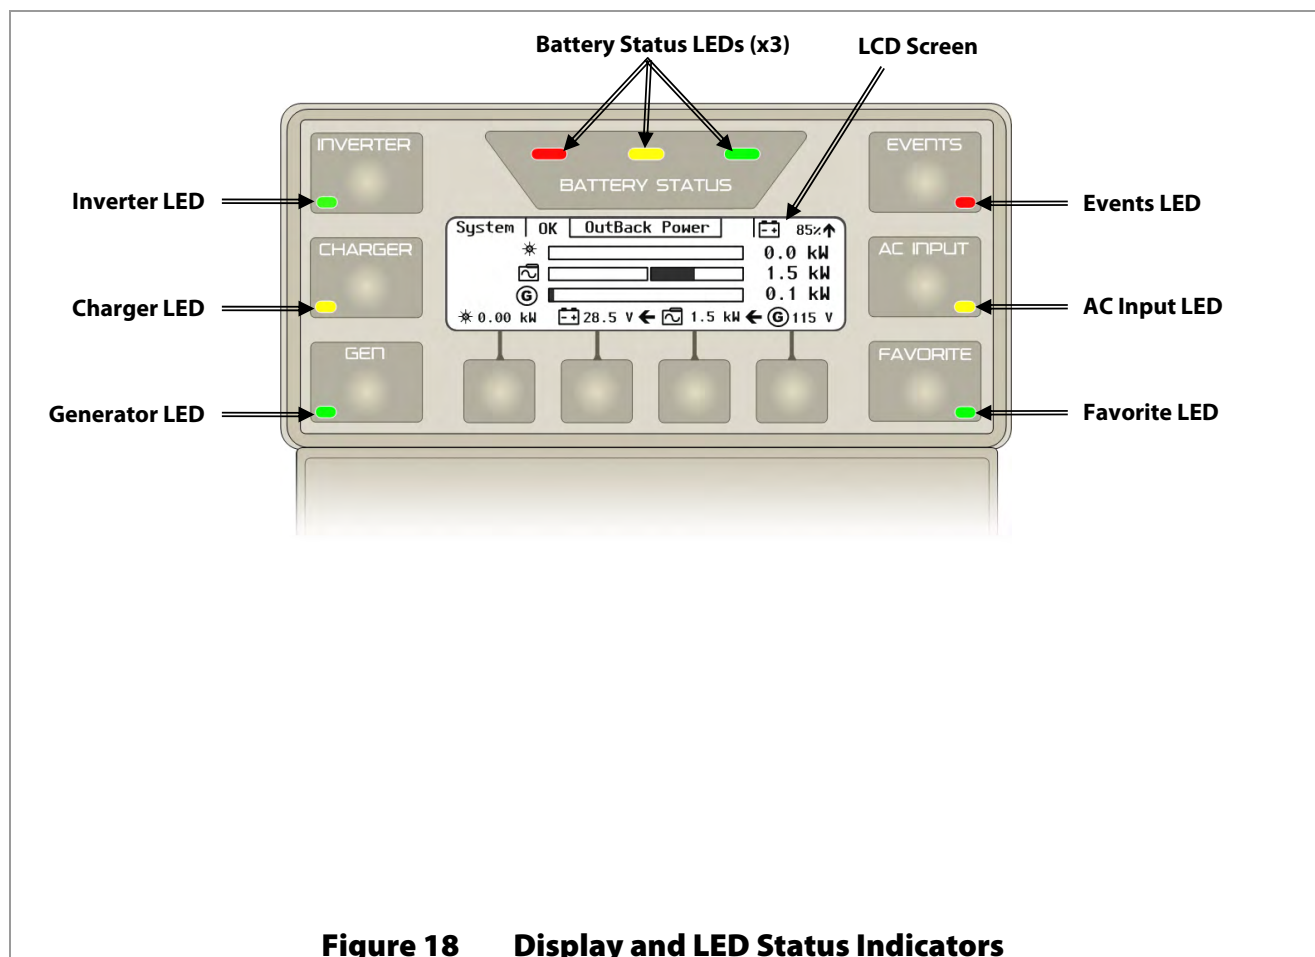 Battery Status LEDs (x3)
LCD Screen
INVERTER
EVENTS
BATTERY STATUS
Inverter LED
Events LED
System OK OutBack Power 85%
CHARGER
AC INPUT
0.0 kW
1.5 kW
G 0.1 kW
Charger LED
AC Input LED
0.00 kW 28.5 V 1.5 kW G 115 V
GEN
FAVORITE
Generator LED
Favorite LED
Figure 18 Display and LED Status Indicators